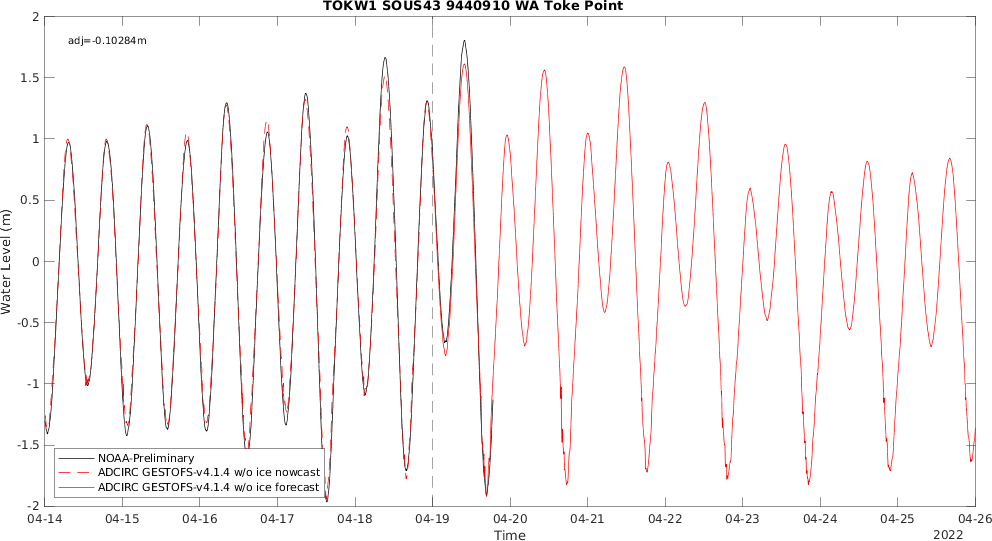 TOKW1 SOUS43 9440910 WA Toke Point
adj=-0.10284m
2
1.5
1
0.5
0
-0.5
-1
-1.5
-2
Water Level (m)
NOAA-Preliminary
ADCIRC GESTOFS-v4.1.4 w/o ice nowcast
ADCIRC GESTOFS-v4.1.4 w/o ice forecast
04-14 04-15 04-16 04-17 04-18 04-19 04-20 04-21 04-22 04-23 04-24 04-25 04-26
Time
2022